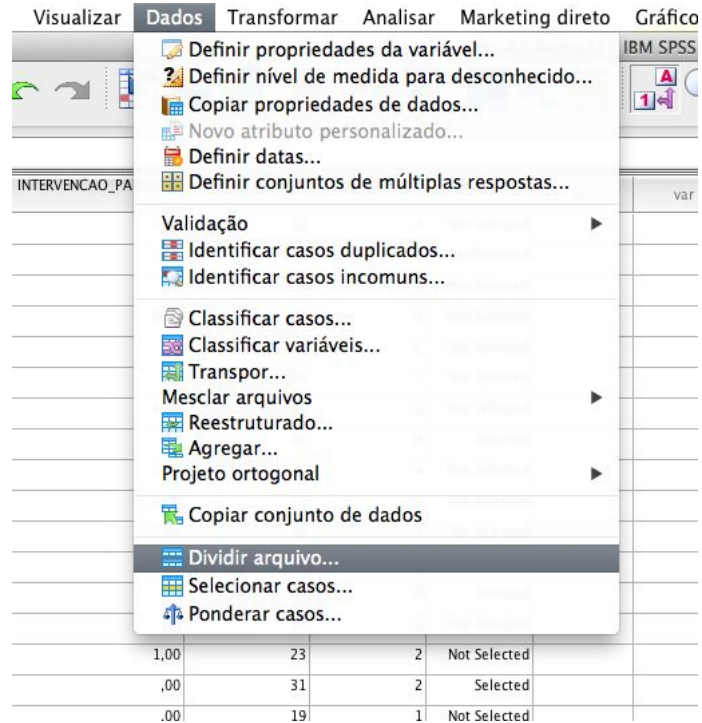 Visualizar Dados Transformar Analisar Marketing direto Gráfico
IBM SPSS
Definir propriedades da variável...
Definir nível de medida para desconhecido...
Copiar propriedades de dados...
Novo atributo personalizado...
Definir datas...
Definir conjuntos de múltiplas respostas...
INTERVENCAO_PA
var
Validação
Identificar casos duplicados...
Identificar casos incomuns...
Classificar casos...
Classificar variáveis...
Transpor...
Mesclar arquivos
Reestruturado...
Agregar...
Projeto ortogonal
Copiar conjunto de dados
Dividir arquivo...
Selecionar casos...
Ponderar casos...
1,00 23 2 Not Selected
,00 31 2 Selected
,00 19 1 Not Selected